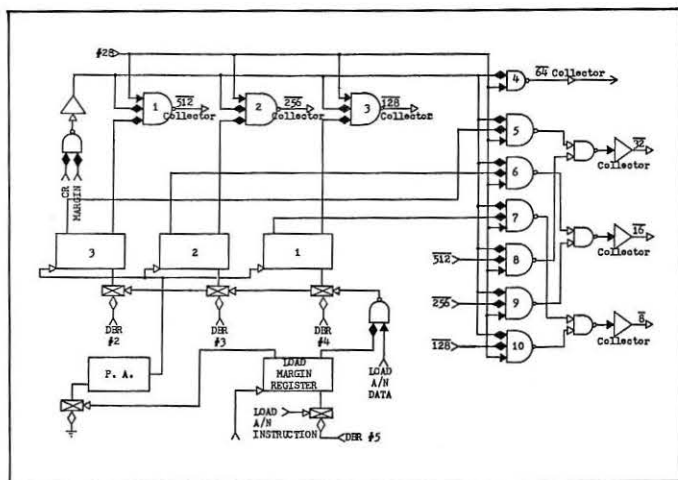 #28
1
512
Collector
2
256
Collector
3
128
Collector
4
64 Collector
5
6
7
8
9
10
32
Collector
16
Collector
8
Collector
CR
MARGIN
3
2
1
512
256
128
DBR
#2
DBR
#3
DBR
#4
P. A.
LOAD
MARGIN
REGISTER
LOAD
A/N
DATA
LOAD
A/N
INSTRUCTION
DBR #5